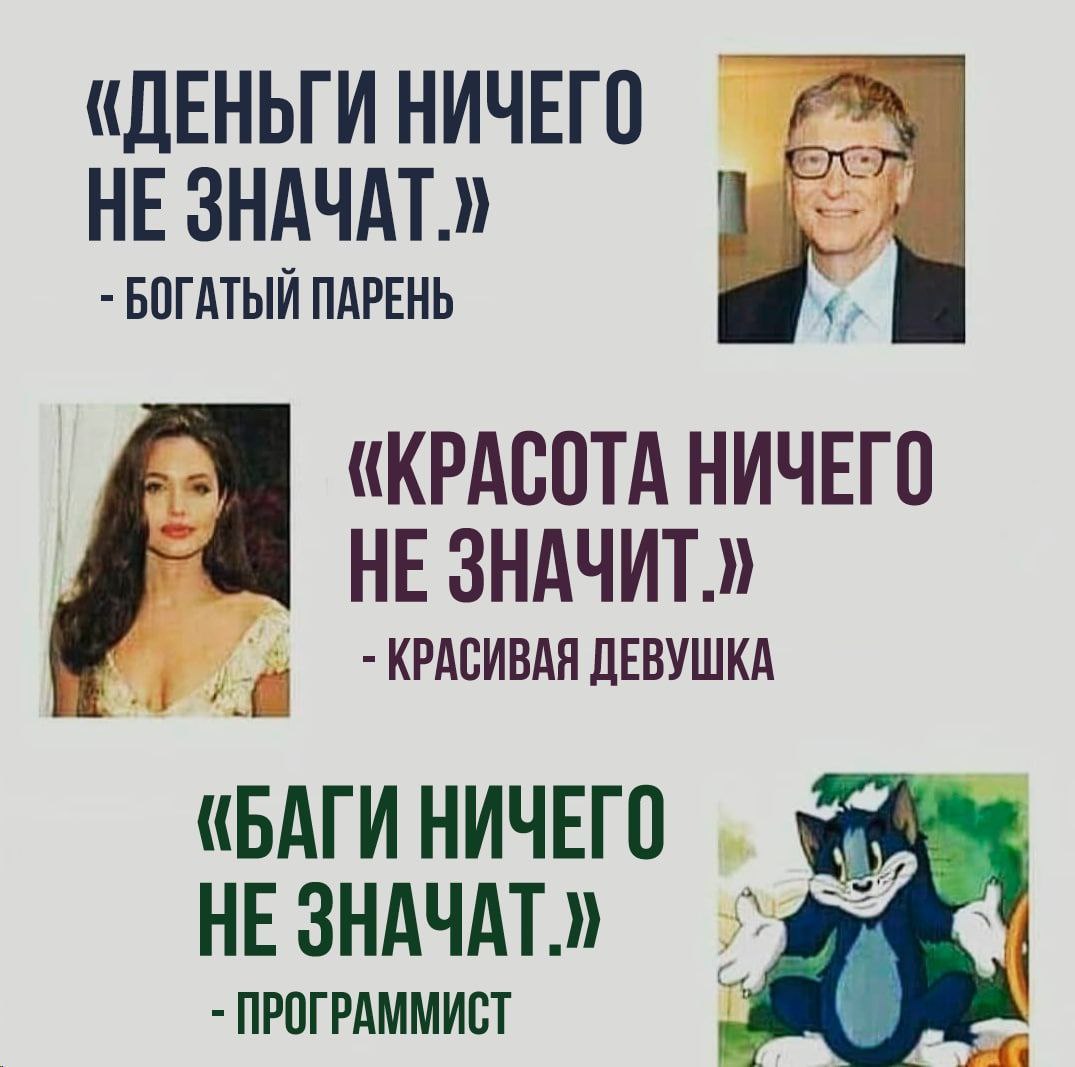 «ДЕНЬГИ НИЧЕГО
НЕ ЗНАЧАТ.»
- БОГАТЫЙ ПАРЕНЬ
«КРАСОТА НИЧЕГО
НЕ ЗНАЧИТ.»
- КРАСИВАЯ ДЕВУШКА
«БАГИ НИЧЕГО
НЕ ЗНАЧАТ.»
- ПРОГРАММИСТ